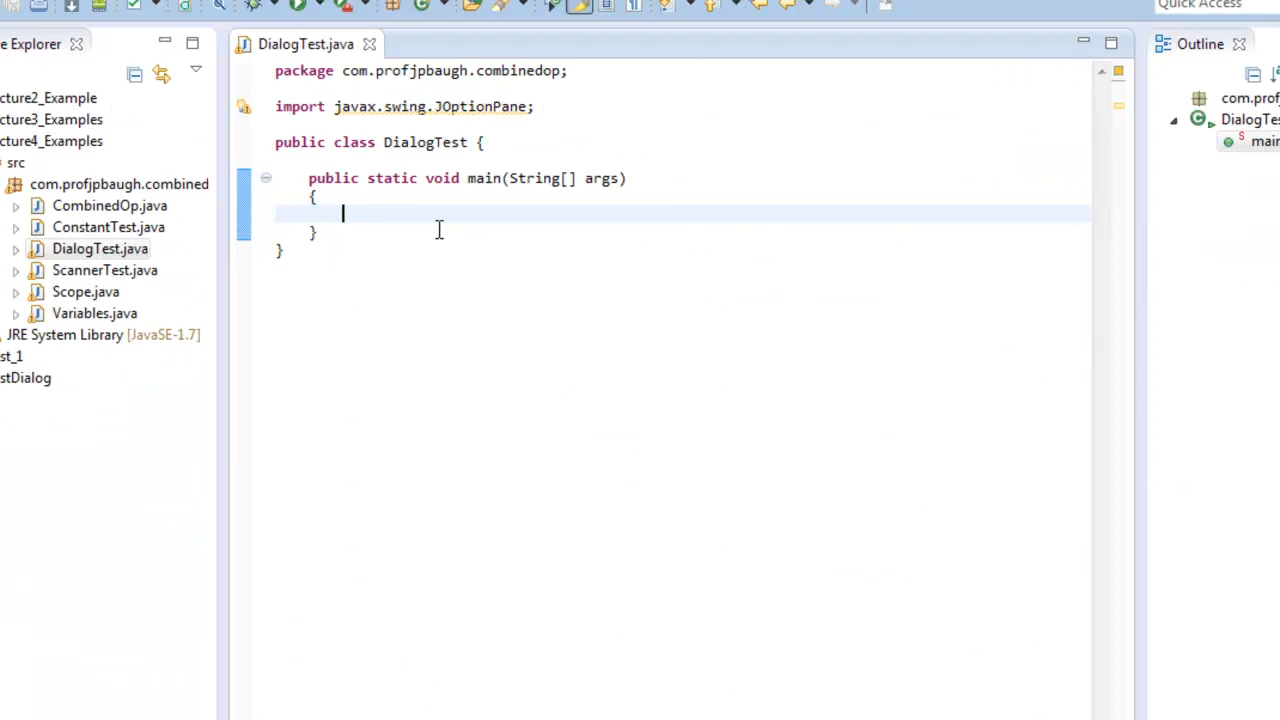 Quick Access
e Explorer
DialogTest.java
Outline
cture2_Example
cture3_Examples
cture4_Examples
src
com.profjpbaugh.combined
CombinedOp.java
ConstantTest.java
DialogTest.java
ScannerTest.java
Scope.java
Variables.java
JRE System Library [JavaSE-1.7]
st_1
stDialog
package com.profjpbaugh.combinedop;
import javax.swing.JOptionPane;
public class DialogTest {
public static void main(String[] args)
{
}
}
com.prof
DialogTes
main